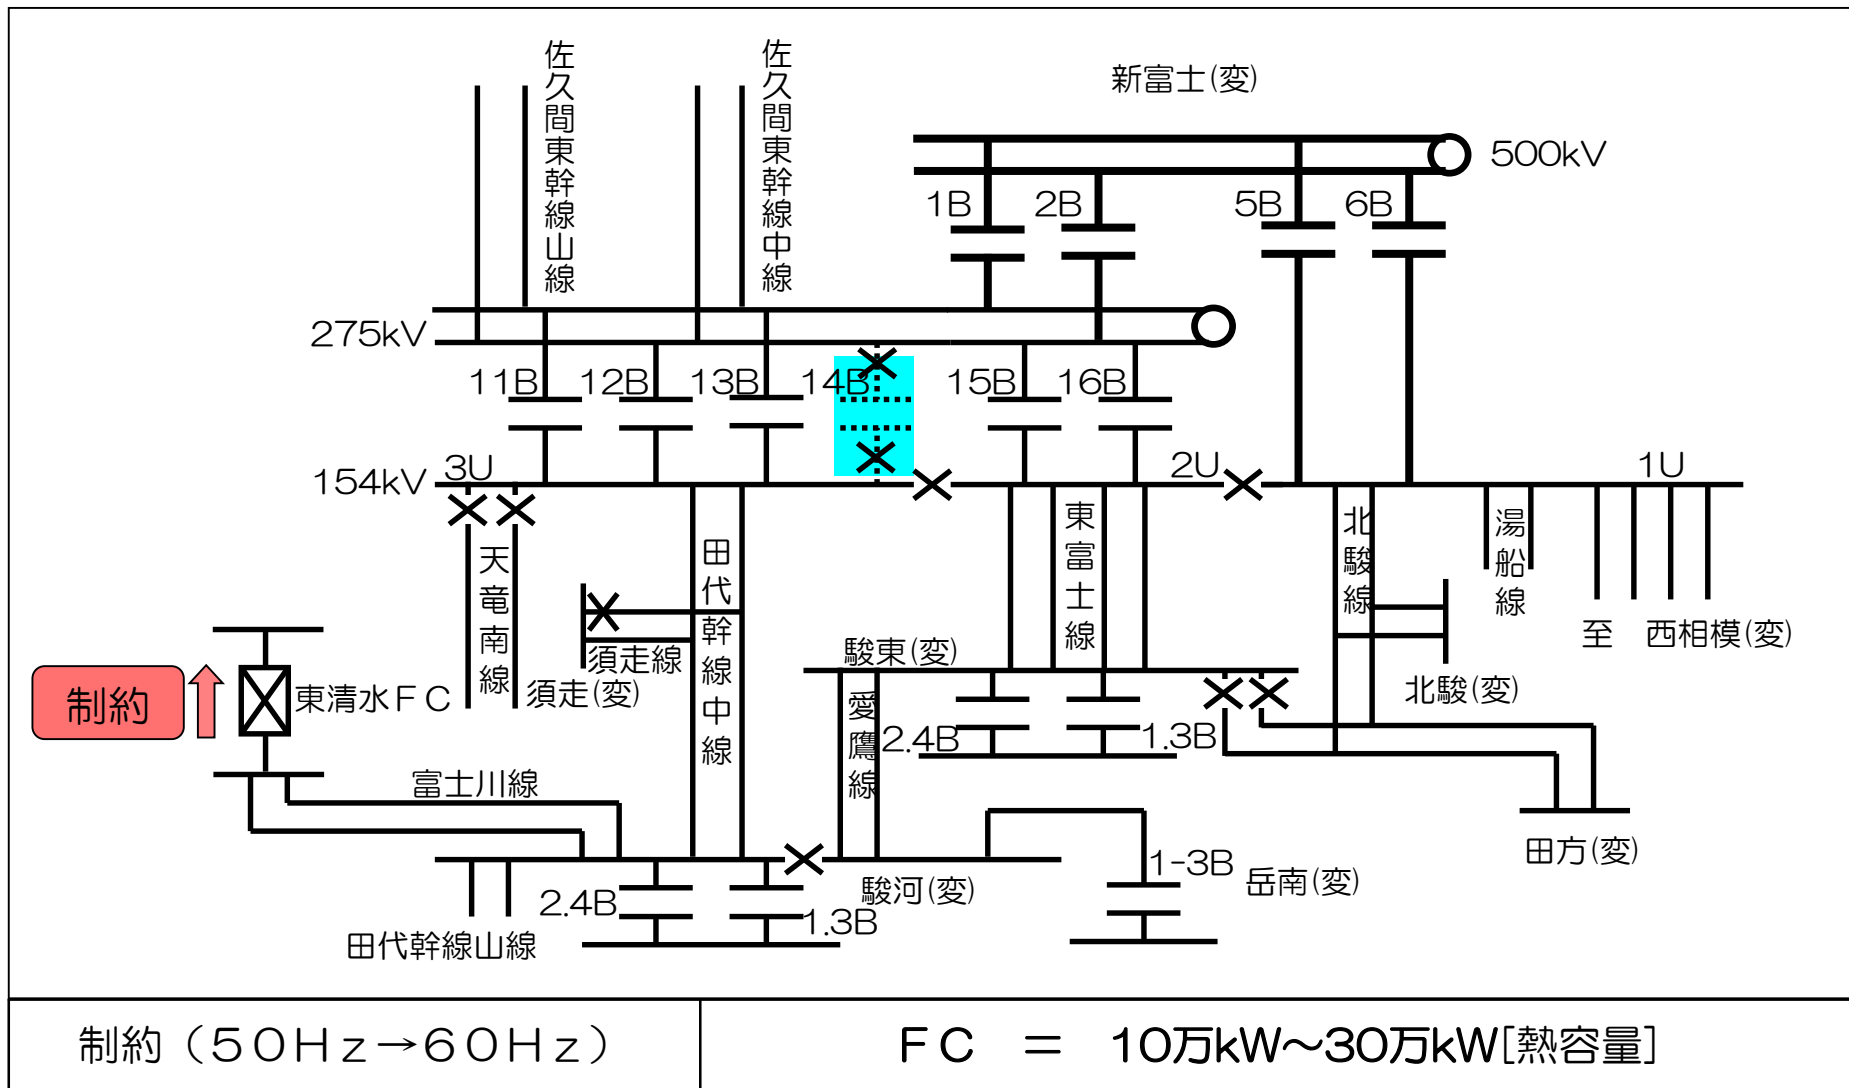 佐久間東幹線山線
佐久間東幹線中線
新富士(変)
500kV
1B
2B
5B
6B
275kV
11B
12B
13B
14B
15B
16B
154kV
3U
2U
1U
天竜南線
田代幹線中線
東富士線
北駿線
湯船線
至 西相模(変)
須走線
須走(変)
駿東(変)
北駿(変)
制約
東清水FC
愛鷹線
2.4B
1.3B
富士川線
田方(変)
1-3B
岳南(変)
駿河(変)
2.4B
1.3B
田代幹線山線
制約（50Hz→60Hz）
FC ＝ 10万kW～30万kW[熱容量]